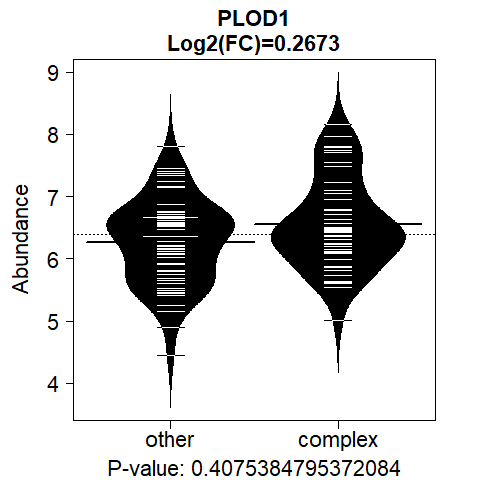 PLOD1
Log2(FC)=0.2673
Abundance
9
8
7
6
5
4
other complex
P-value: 0.4075384795372084